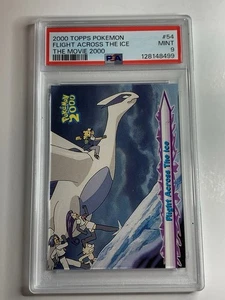 2000 TOPPS POKEMON #54
FLIGHT ACROSS THE ICE MINT
THE MOVIE 2000 9
PSA 128148499
Pokémon
2000
Flight Across The Ice